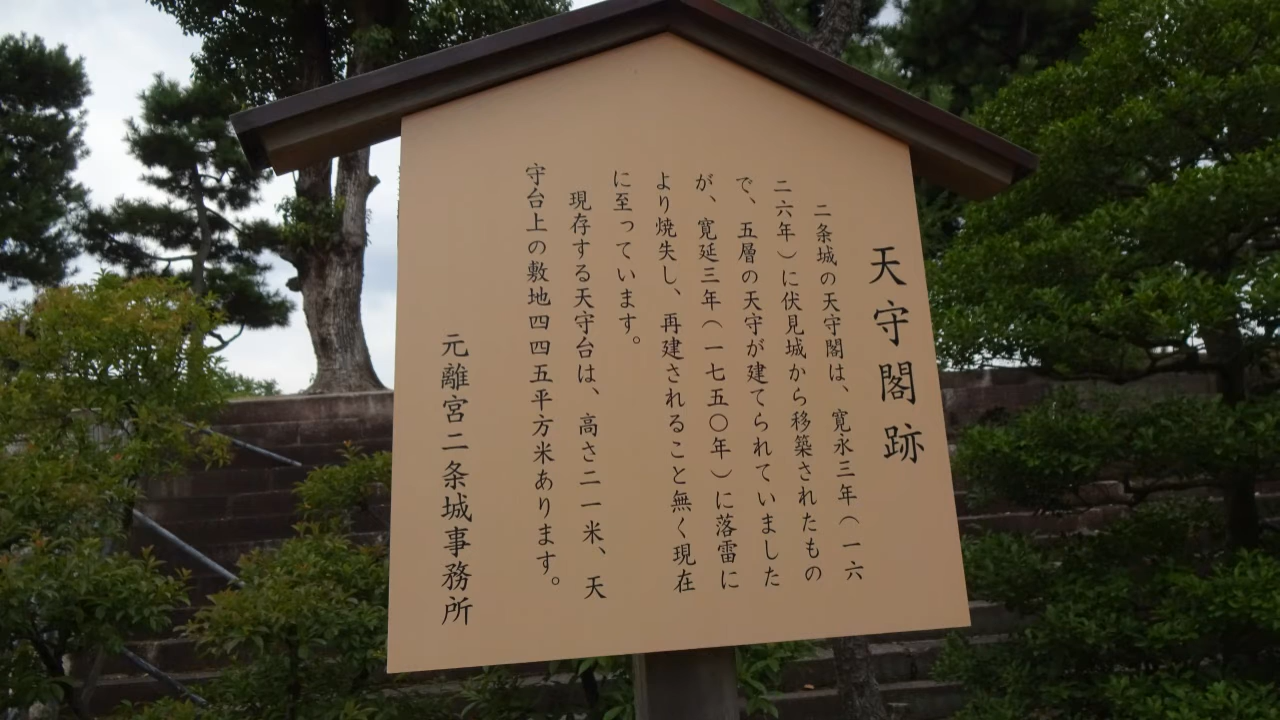 天守閣跡
二条城の天守閣は、寛永三年(一六
二六年)に伏見城から移築されたもの
で、五層の天守が建てられていました
が、寛延三年(一七五〇年)に落雷に
より焼失し、再建されること無く現在
に至っています。
現存する天守台は、高さ二一米、天
守台上の敷地四四五平方米あります。
元離宮二条城事務所